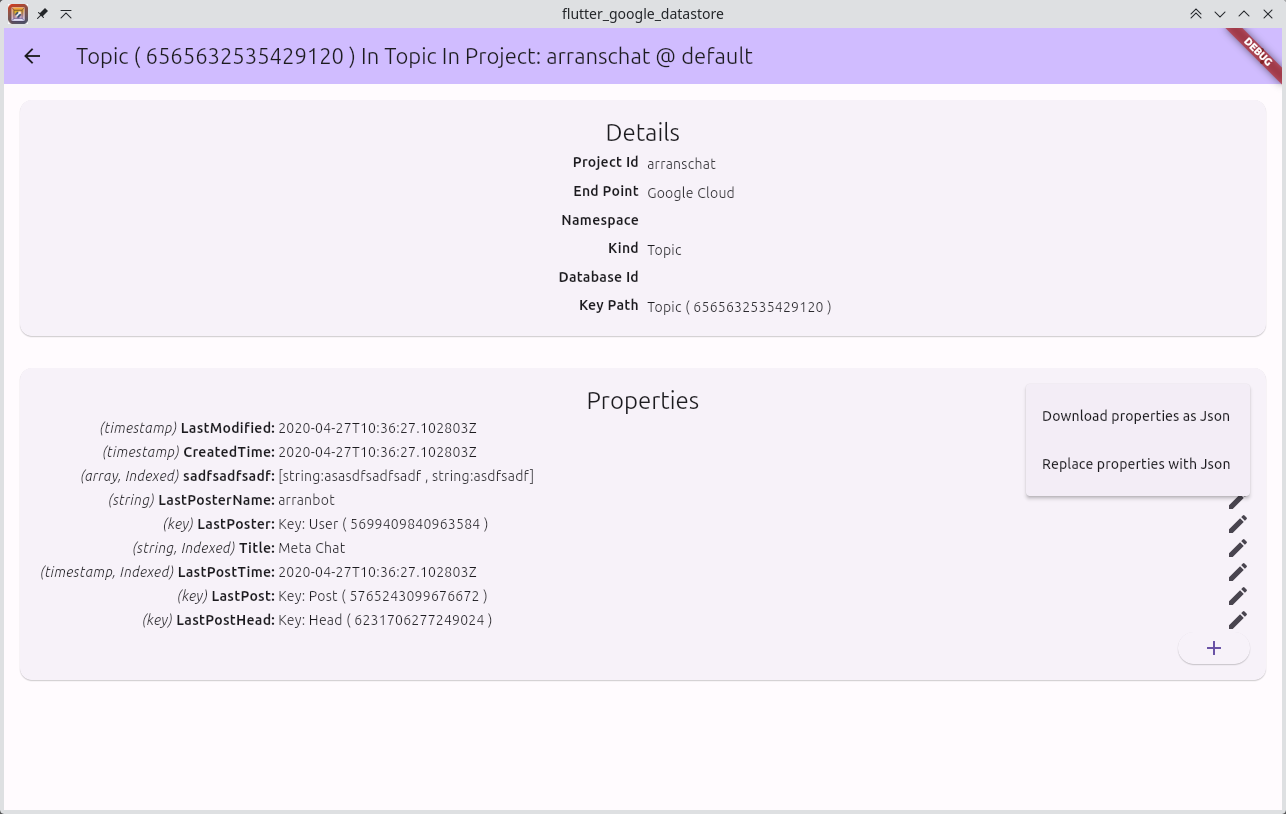 flutter_google_datastore
Topic ( 6565632535429120 ) In Topic In Project: arranschat @ default
DEBUG
Details
Project Id arranschat
End Point Google Cloud
Namespace
Kind Topic
Database Id
Key Path Topic ( 6565632535429120 )
Properties
Download properties as Json
Replace properties with Json
(timestamp) LastModified: 2020-04-27T10:36:27.102803Z
(timestamp) CreatedTime: 2020-04-27T10:36:27.102803Z
(array, Indexed) sadfsadfsadf: [string:asasdfsadfsadf , string:asdfsadf]
(string) LastPosterName: arranbot
(key) LastPoster: Key: User ( 5699409840963584 )
(string, Indexed) Title: Meta Chat
(timestamp, Indexed) LastPostTime: 2020-04-27T10:36:27.102803Z
(key) LastPost: Key: Post ( 5765243099676672 )
(key) LastPostHead: Key: Head ( 6231706277249024 )